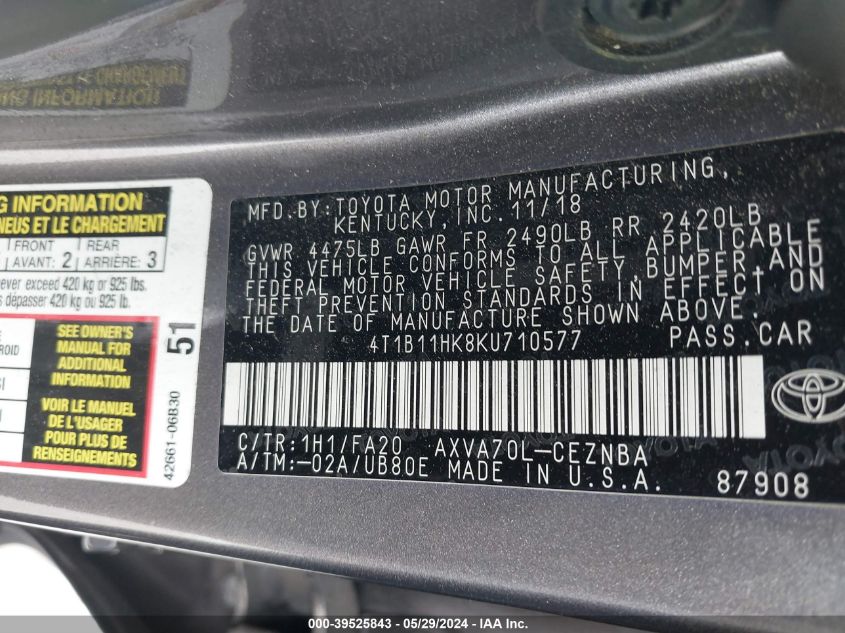 TION
G INFORMATION
NEUS ET LE CHARGEMENT
FRONT REAR
AVANT: 2 ARRIÈRE: 3
ever exceed 420 kg or 925 lbs.
s dépasser 420 kg ou 925 lb.
SEE OWNER'S
MANUAL FOR
ADDITIONAL
INFORMATION
VOIR LE MANUEL
DE L'USAGER
POUR PLUS DE
RENSEIGNEMENTS
51
42661-06B30
MFD.BY:TOYOTA MOTOR MANUFACTURING,
KENTUCKY,INC. 11/18
GVWR 4475LB GAWR FR 2490LB RR 2420LB
THIS VEHICLE CONFORMS TO ALL APPLICABLE
FEDERAL MOTOR VEHICLE SAFETY,BUMPER,AND
THEFT PREVENTION STANDARDS IN EFFECT ON
THE DATE OF MANUFACTURE SHOWN ABOVE.
4T1B11HK8KU710577 PASS.CAR
C/TR:1H1/FA20 AXVA70L-CEZNBA
A/TM:-02A/UB80E MADE IN U.S.A. 87908
000-39525843 - 05/29/2024 - IAA Inc.